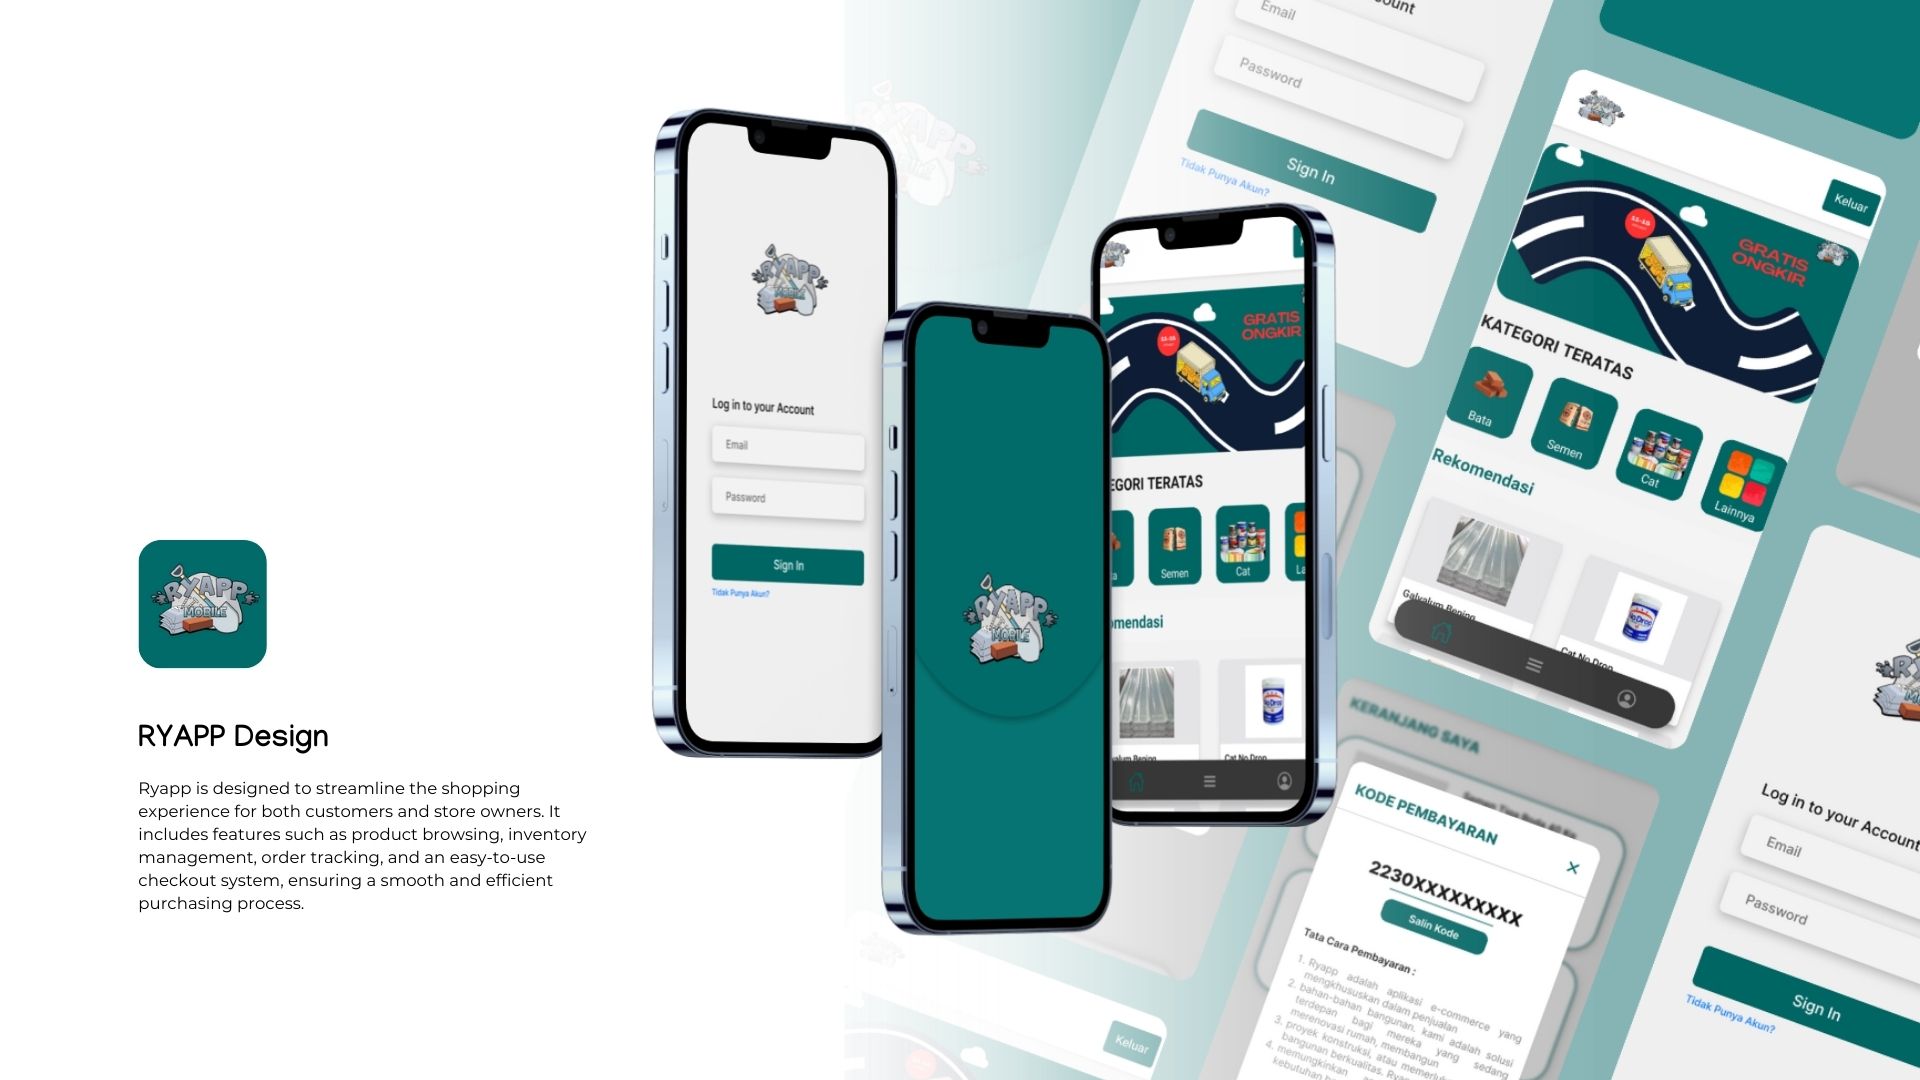 RYAPP
MOBILE
RYAPP Design
Ryapp is designed to streamline the shopping
experience for both customers and store owners. It
includes features such as product browsing, inventory
management, order tracking, and an easy-to-use
checkout system, ensuring a smooth and efficient
purchasing process.
RYAPP
MOBILE
Log in to your Account
Email
Password
Sign In
Tidak Punya Akun?
RYAPP
MOBILE
GRATIS
ONGKIR
EGORI TERATAS
Semen
Cat
La
mendasi
Galvalum Bening
Cat No Drop
RYAPP
Email
Password
Sign In
Tidak Punya Akun?
Keluar
GRATIS
ONGKIR
KATEGORI TERATAS
Bata
Semen
Cat
Lainnya
Rekomendasi
Galvalum Bening
Cat No Drop
KERANJANG SAYA
KODE PEMBAYARAN
2230XXXXXXXXX
Salin Kode
Tata Cara Pembayaran :
1. Ryapp adalah aplikasi e-commerce yang
mengkhususkan dalam penjualan
2. bahan-bahan bangunan. kami adalah solusi
terdepan bagi mereka yang sedang
merenovasi rumah, membangun
3. proyek konstruksi, atau
bangunan berkualitas.
4. memungkinkan
kebutuhan
Log in to your Account
Email
Password
Sign In
Tidak Punya Akun?
Keluar